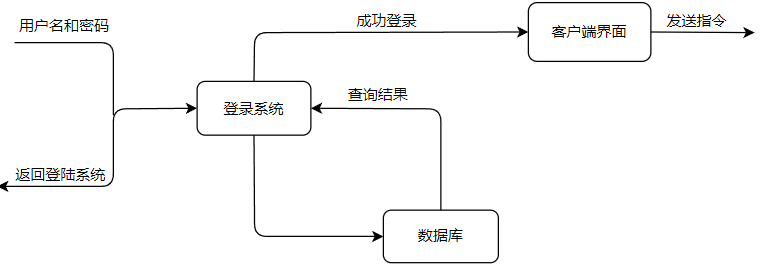 用户名和密码
成功登录
客户端界面
发送指令
登录系统
查询结果
返回登陆系统
数据库